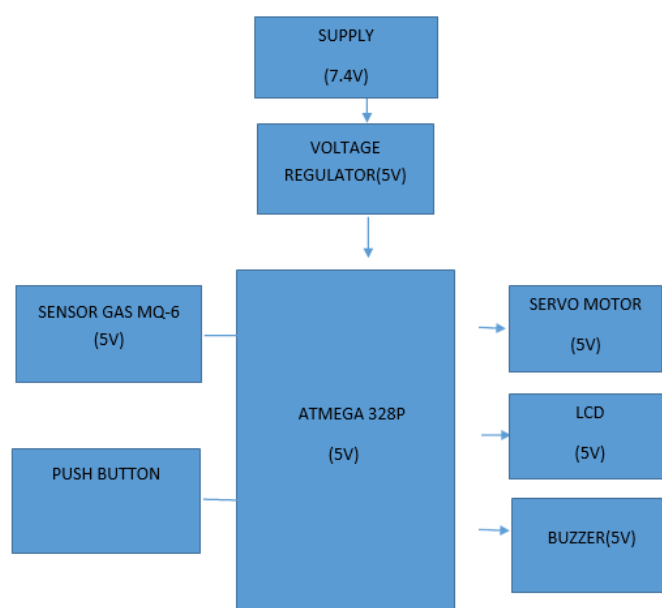 SUPPLY
(7.4V)
VOLTAGE
REGULATOR(5V)
SENSOR GAS MQ-6
(5V)
PUSH BUTTON
ATMEGA 328P
(5V)
SERVO MOTOR
(5V)
LCD
(5V)
BUZZER(5V)